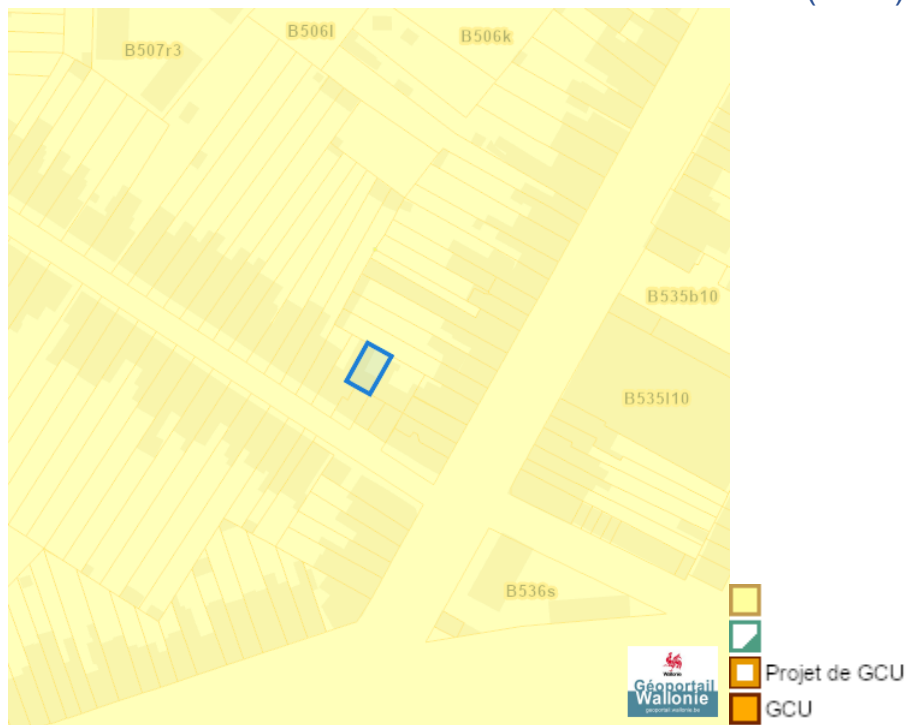 B507r3
B506l
B506k
B535b10
B535l10
B536s
Wallonie
Géoportail
Wallonie
geoportail.wallonie.be
Projet de GCU
GCU